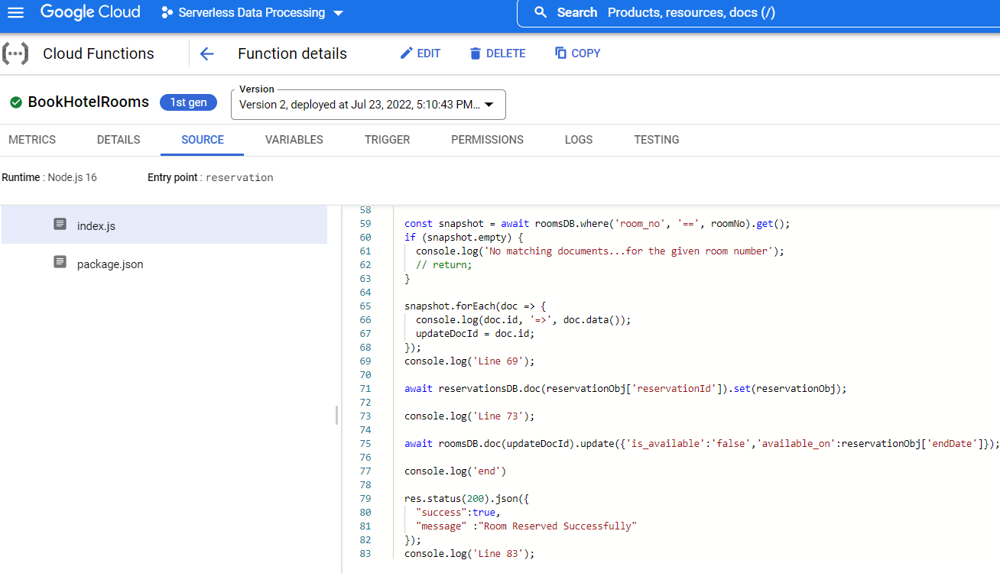 Google Cloud Serverless Data Processing Search Products, resources, docs (/)
Cloud Functions Function details EDIT DELETE COPY
BookHotelRooms 1st gen
Version
Version 2, deployed at Jul 23, 2022, 5:10:43 PM...
METRICS DETAILS SOURCE VARIABLES TRIGGER PERMISSIONS LOGS TESTING
Runtime : Node.js 16 Entry point : reservation
index.js
package.json
58
59 const snapshot = await roomsDB.where('room_no', '==', roomNo).get();
60 if (snapshot.empty) {
61 console.log('No matching documents...for the given room number');
62 // return;
63 }
64
65 snapshot.forEach(doc => {
66 console.log(doc.id, '=>', doc.data());
67 updateDocId = doc.id;
68 });
69 console.log('Line 69');
70
71 await reservationsDB.doc(reservationObj['reservationId']).set(reservationObj);
72
73 console.log('Line 73');
74
75 await roomsDB.doc(updateDocId).update({'is_available':'false','available_on':reservationObj['endDate']});
76
77 console.log('end')
78
79 res.status(200).json({
80 "success":true,
81 "message" :"Room Reserved Successfully"
82 });
83 console.log('Line 83');